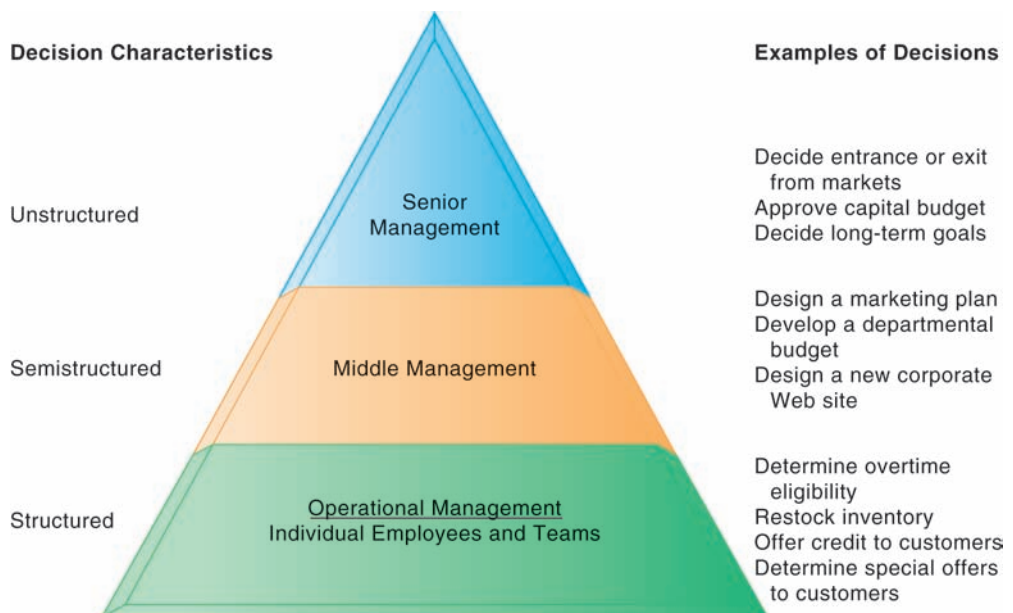 Decision Characteristics
Examples of Decisions
Unstructured
Senior
Management
Decide entrance or exit
from markets
Approve capital budget
Decide long-term goals
Semistructured
Middle Management
Design a marketing plan
Develop a departmental
budget
Design a new corporate
Web site
Structured
Operational Management
Individual Employees and Teams
Determine overtime
eligibility
Restock inventory
Offer credit to customers
Determine special offers
to customers